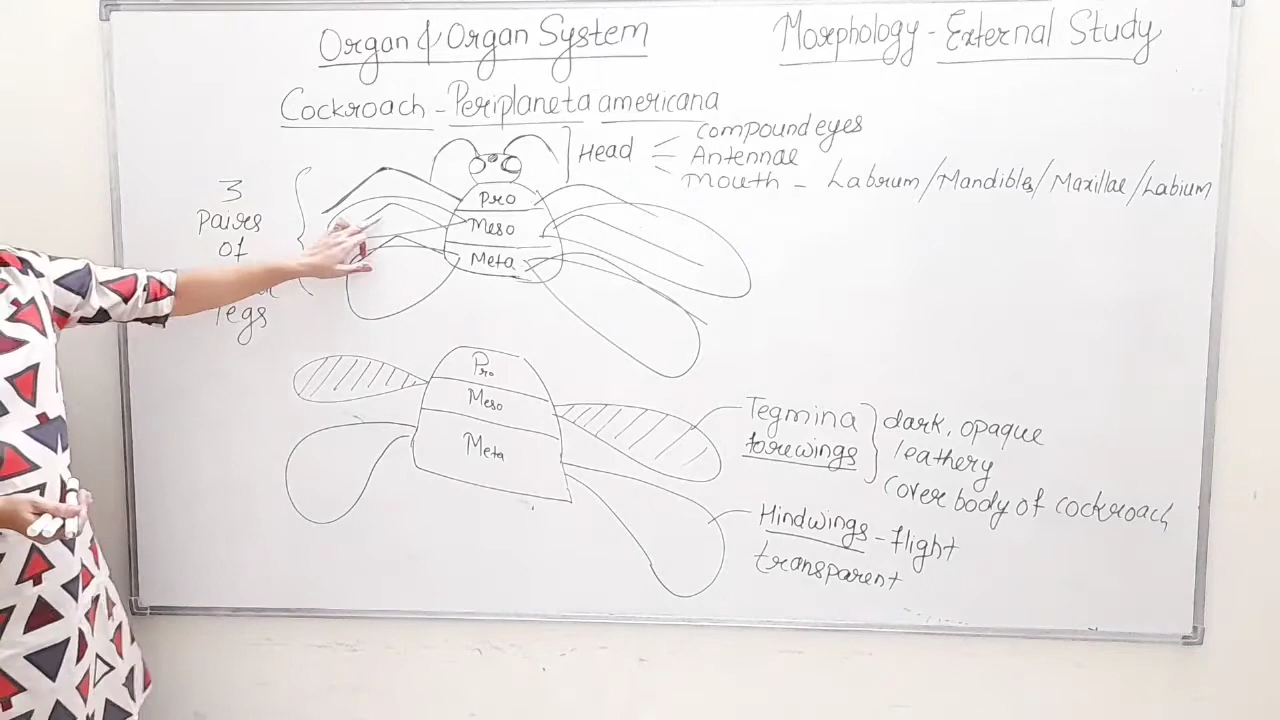 Organ & Organ System
Morphology - External Study
Cockroach - Periplaneta americana
Head
compound eyes
Antennae
Mouth - Labrum/Mandibles/Maxillae/Labium
3
paires
of
legs
Pro
Meso
Meta
Pro
Meso
Meta
Tegmina
forewings
dark, opaque
leathery
cover body of cockroach
Hindwings - flight
transparent